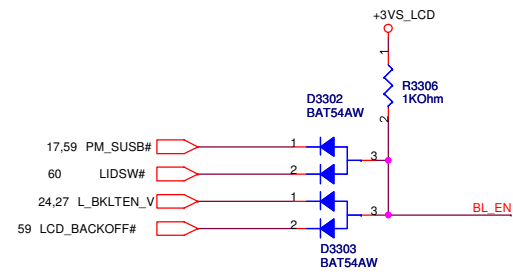 +3VS_LCD
1
R3306
1KOhm
2
D3302
BAT54AW
17,59 PM_SUSB# 1
3
60 LIDSW# 2
24,27 L_BKLTEN_V 1
3 BL_EN
59 LCD_BACKOFF# 2
D3303
BAT54AW